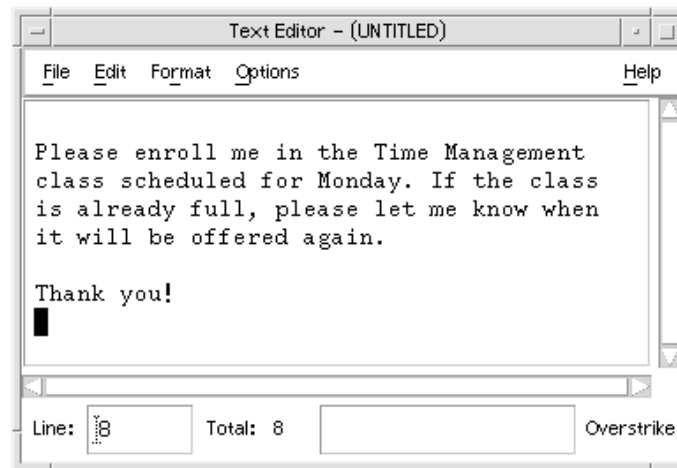 Text Editor – (UNTITLED)
File Edit Format Options Help
Please enroll me in the Time Management
class scheduled for Monday. If the class
is already full, please let me know when
it will be offered again.
Thank you!
Line: 8 Total: 8 Overstrike